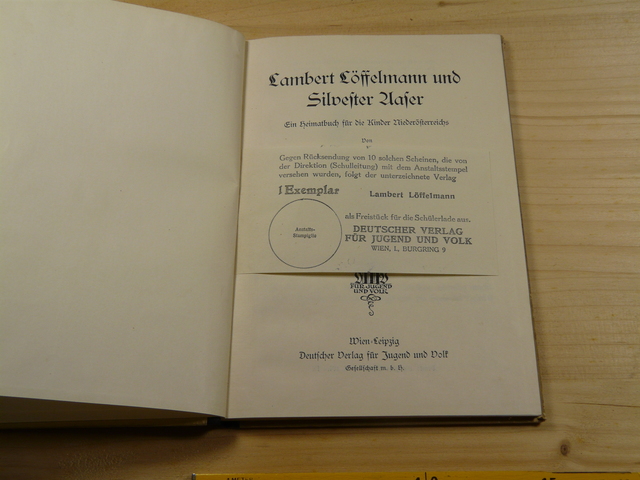 Lambert Löffelmann und
Silvester Naser
Ein Heimatbuch für die Kinder Niederösterreichs
Von
Gegen Rücksendung von 10 solchen Scheinen, die von
der Direktion (Schulleitung) mit dem Anstaltsstempel
versehen wurden, folgt der unterzeichnete Verlag
1 Exemplar Lambert Löffelmann
als Freistück für die Schülerlade aus.
Anstalts-
Stampiglie
DEUTSCHER VERLAG
FÜR JUGEND UND VOLK
WIEN, I., BURGRING 9
FÜR JUGEND
UND VOLK
Wien-Leipzig
Deutscher Verlag für Jugend und Volk
Gesellschaft m. b. H.